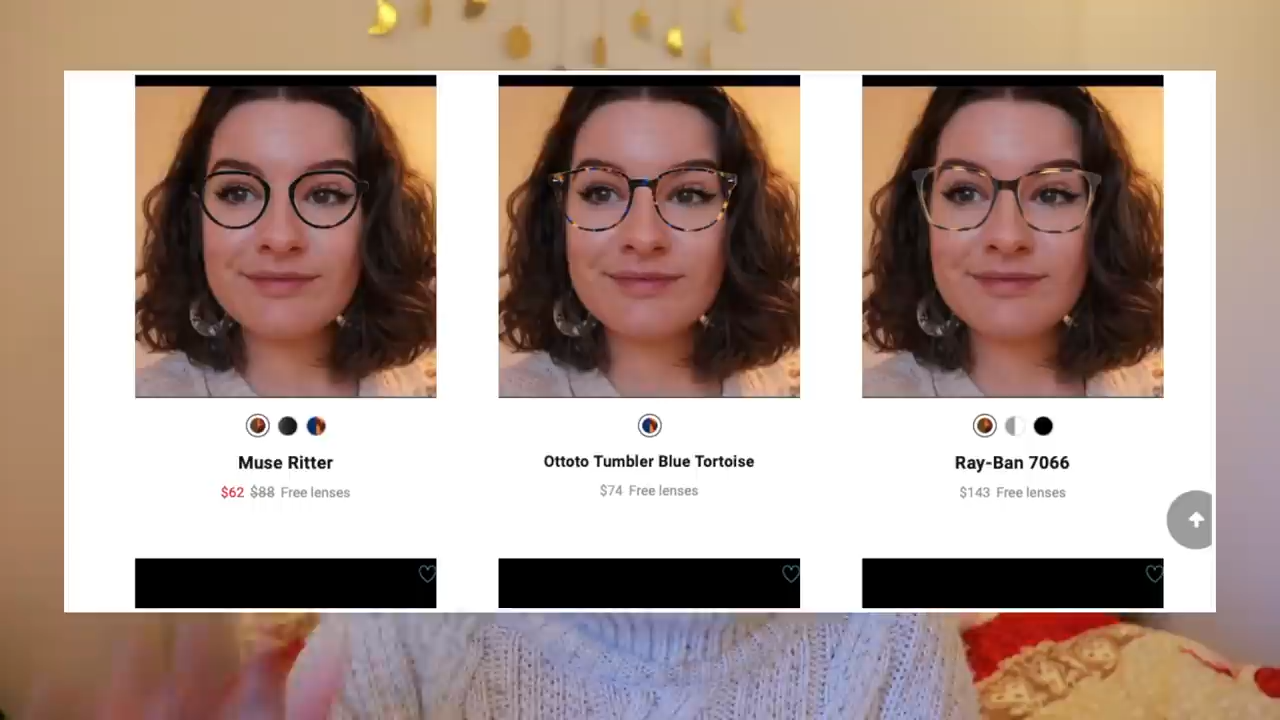 Muse Ritter
$62 $88 Free lenses
Ottoto Tumbler Blue Tortoise
$74 Free lenses
Ray-Ban 7066
$143 Free lenses